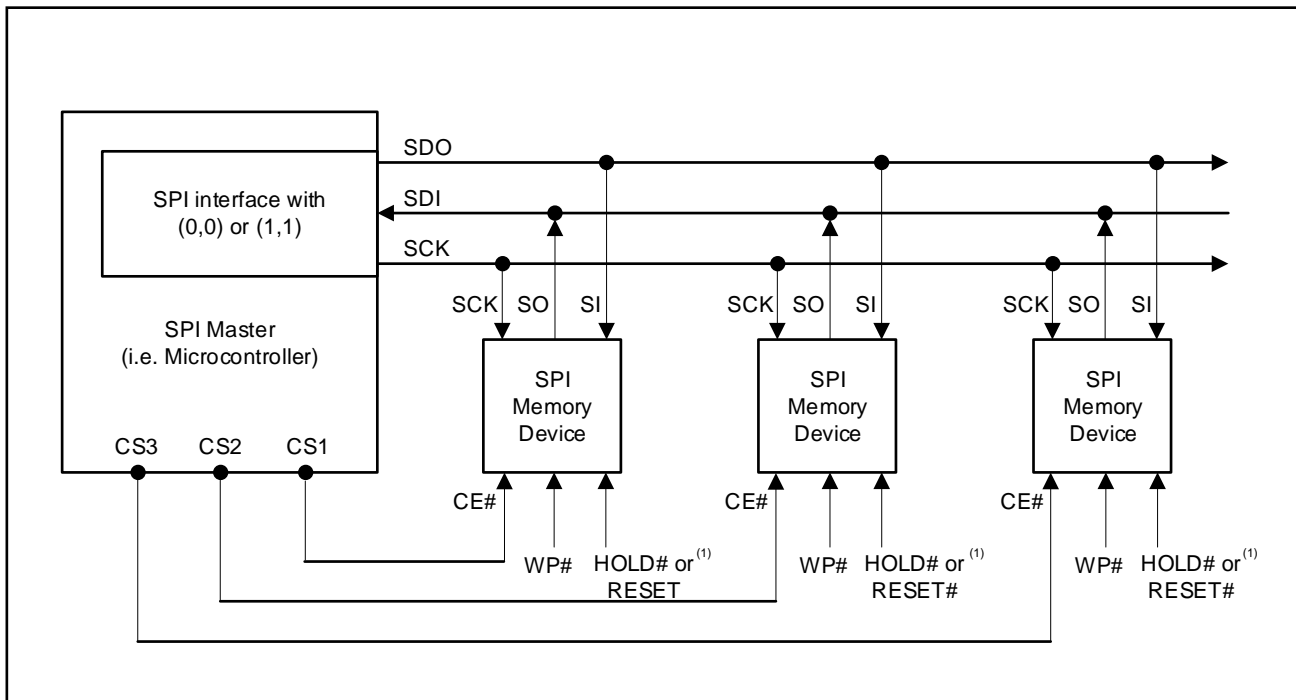 SDO
SPI interface with
(0,0) or (1,1)
SDI
SCK
SPI Master
(i.e. Microcontroller)
SCK SO SI
SCK SO SI
SCK SO SI
SPI
Memory
Device
SPI
Memory
Device
SPI
Memory
Device
CS3 CS2 CS1
CE#
CE#
CE#
WP#
HOLD# or (1)
RESET
WP#
HOLD# or (1)
RESET#
WP#
HOLD# or (1)
RESET#